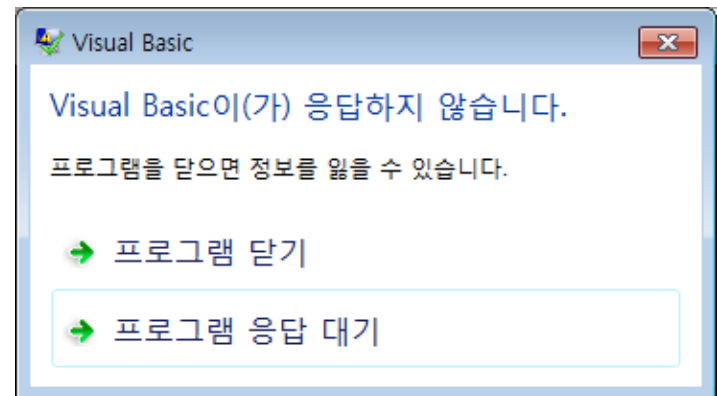 Visual Basic
Visual Basic이(가) 응답하지 않습니다.
프로그램을 닫으면 정보를 잃을 수 있습니다.
프로그램 닫기
프로그램 응답 대기